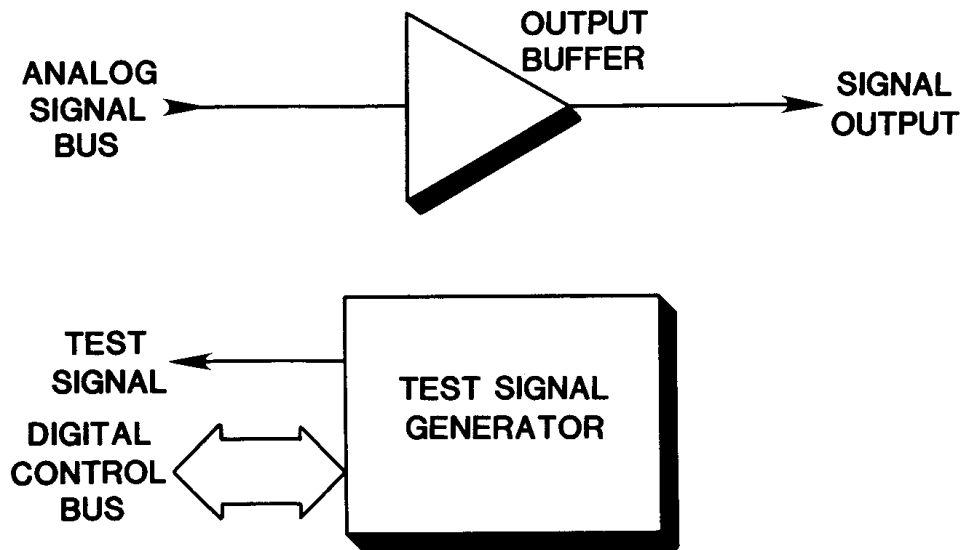 OUTPUT
BUFFER
ANALOG
SIGNAL
BUS
SIGNAL
OUTPUT
TEST
SIGNAL
TEST SIGNAL
GENERATOR
DIGITAL
CONTROL
BUS